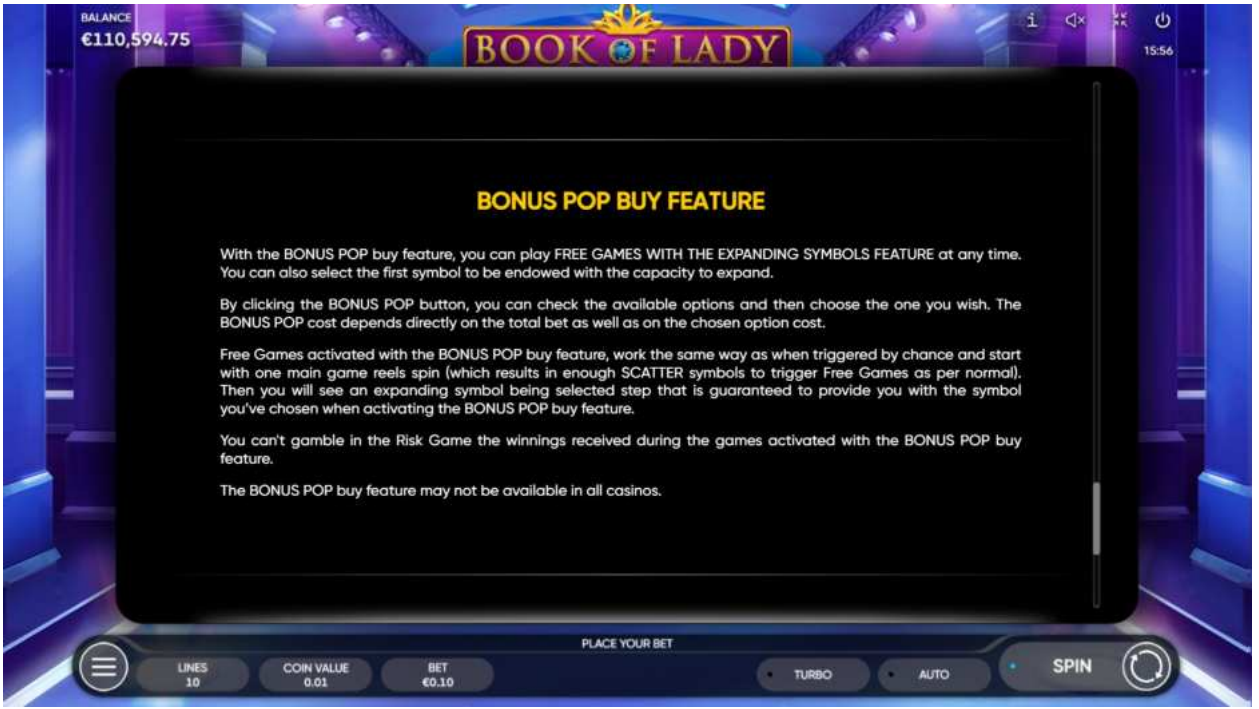 BALANCE
€110,594.75
BOOK OF LADY
i
15:56
BONUS POP BUY FEATURE
With the BONUS POP buy feature, you can play FREE GAMES WITH THE EXPANDING SYMBOLS FEATURE at any time.
You can also select the first symbol to be endowed with the capacity to expand.
By clicking the BONUS POP button, you can check the available options and then choose the one you wish. The
BONUS POP cost depends directly on the total bet as well as on the chosen option cost.
Free Games activated with the BONUS POP buy feature, work the same way as when triggered by chance and start
with one main game reels spin (which results in enough SCATTER symbols to trigger Free Games as per normal).
Then you will see an expanding symbol being selected step that is guaranteed to provide you with the symbol
you've chosen when activating the BONUS POP buy feature.
You can't gamble in the Risk Game the winnings received during the games activated with the BONUS POP buy
feature.
The BONUS POP buy feature may not be available in all casinos.
PLACE YOUR BET
LINES
10
COIN VALUE
0.01
BET
€0.10
TURBO
AUTO
SPIN